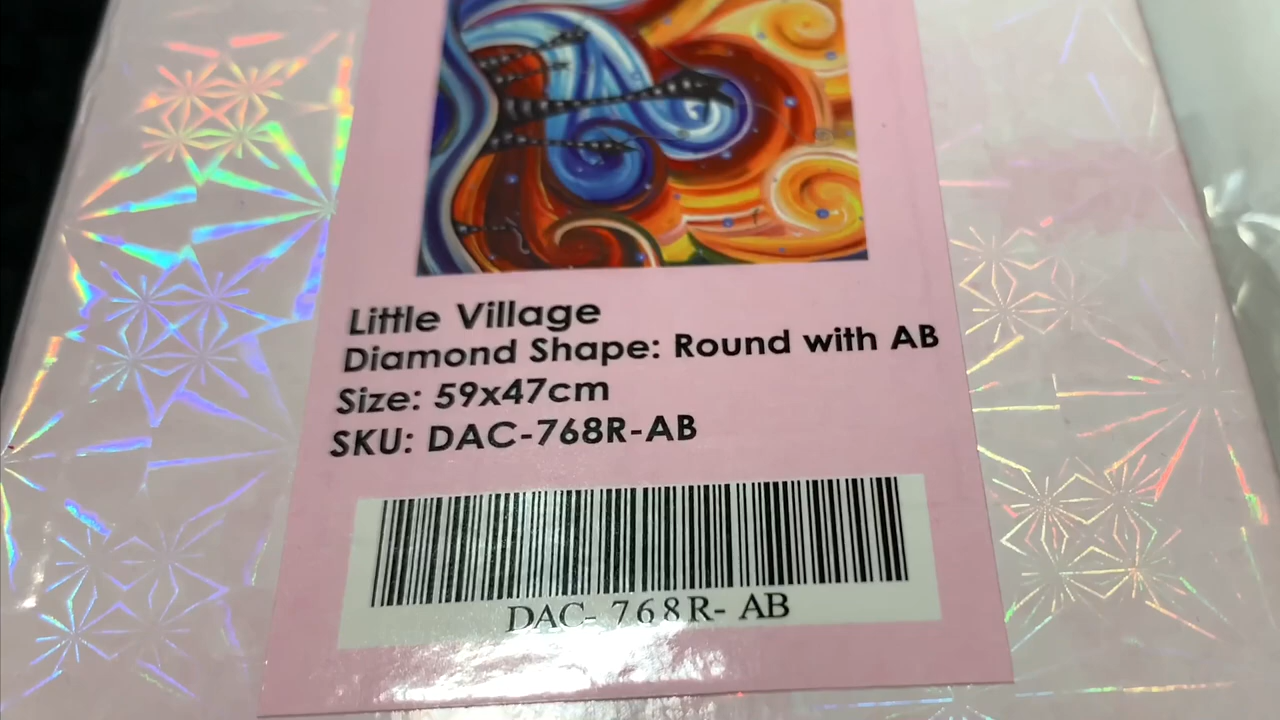 Little Village
Diamond Shape: Round with AB
Size: 59x47cm
SKU: DAC-768R-AB
DAC- 768R- AB